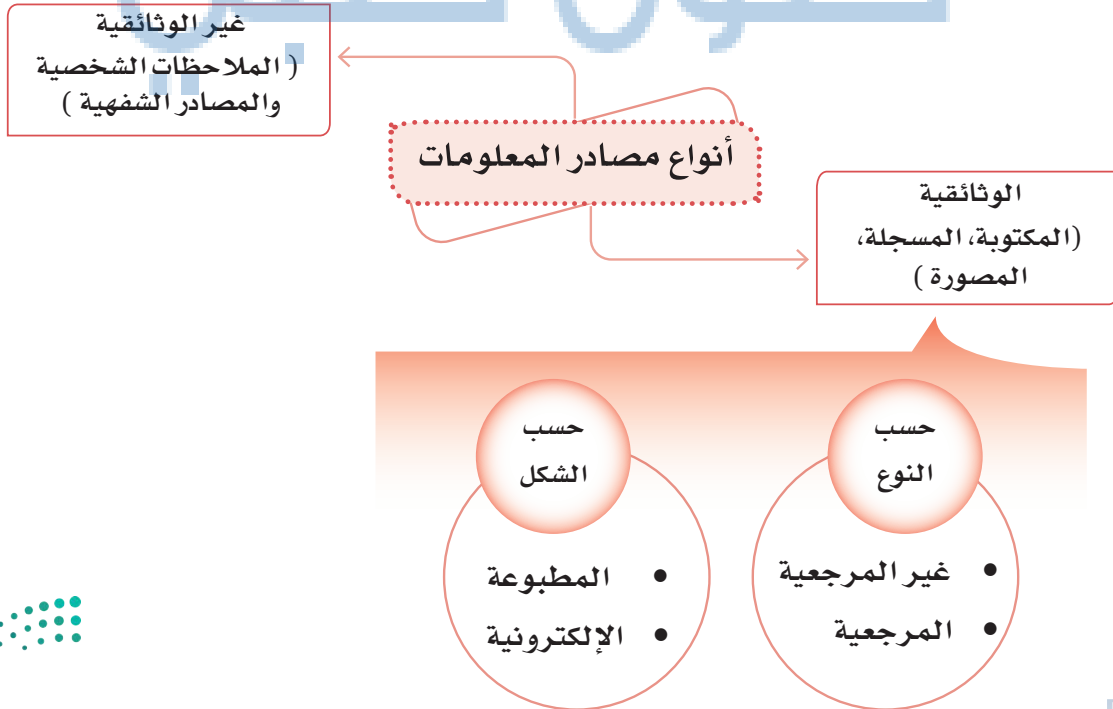 غير الوثائقية
( الملاحظات الشخصية
والمصادر الشفهية )
أنواع مصادر المعلومات
الوثائقية
(المكتوبة، المسجلة،
المصورة )
حسب
النوع
• غير المرجعية
• المرجعية
حسب
الشكل
• المطبوعة
• الإلكترونية